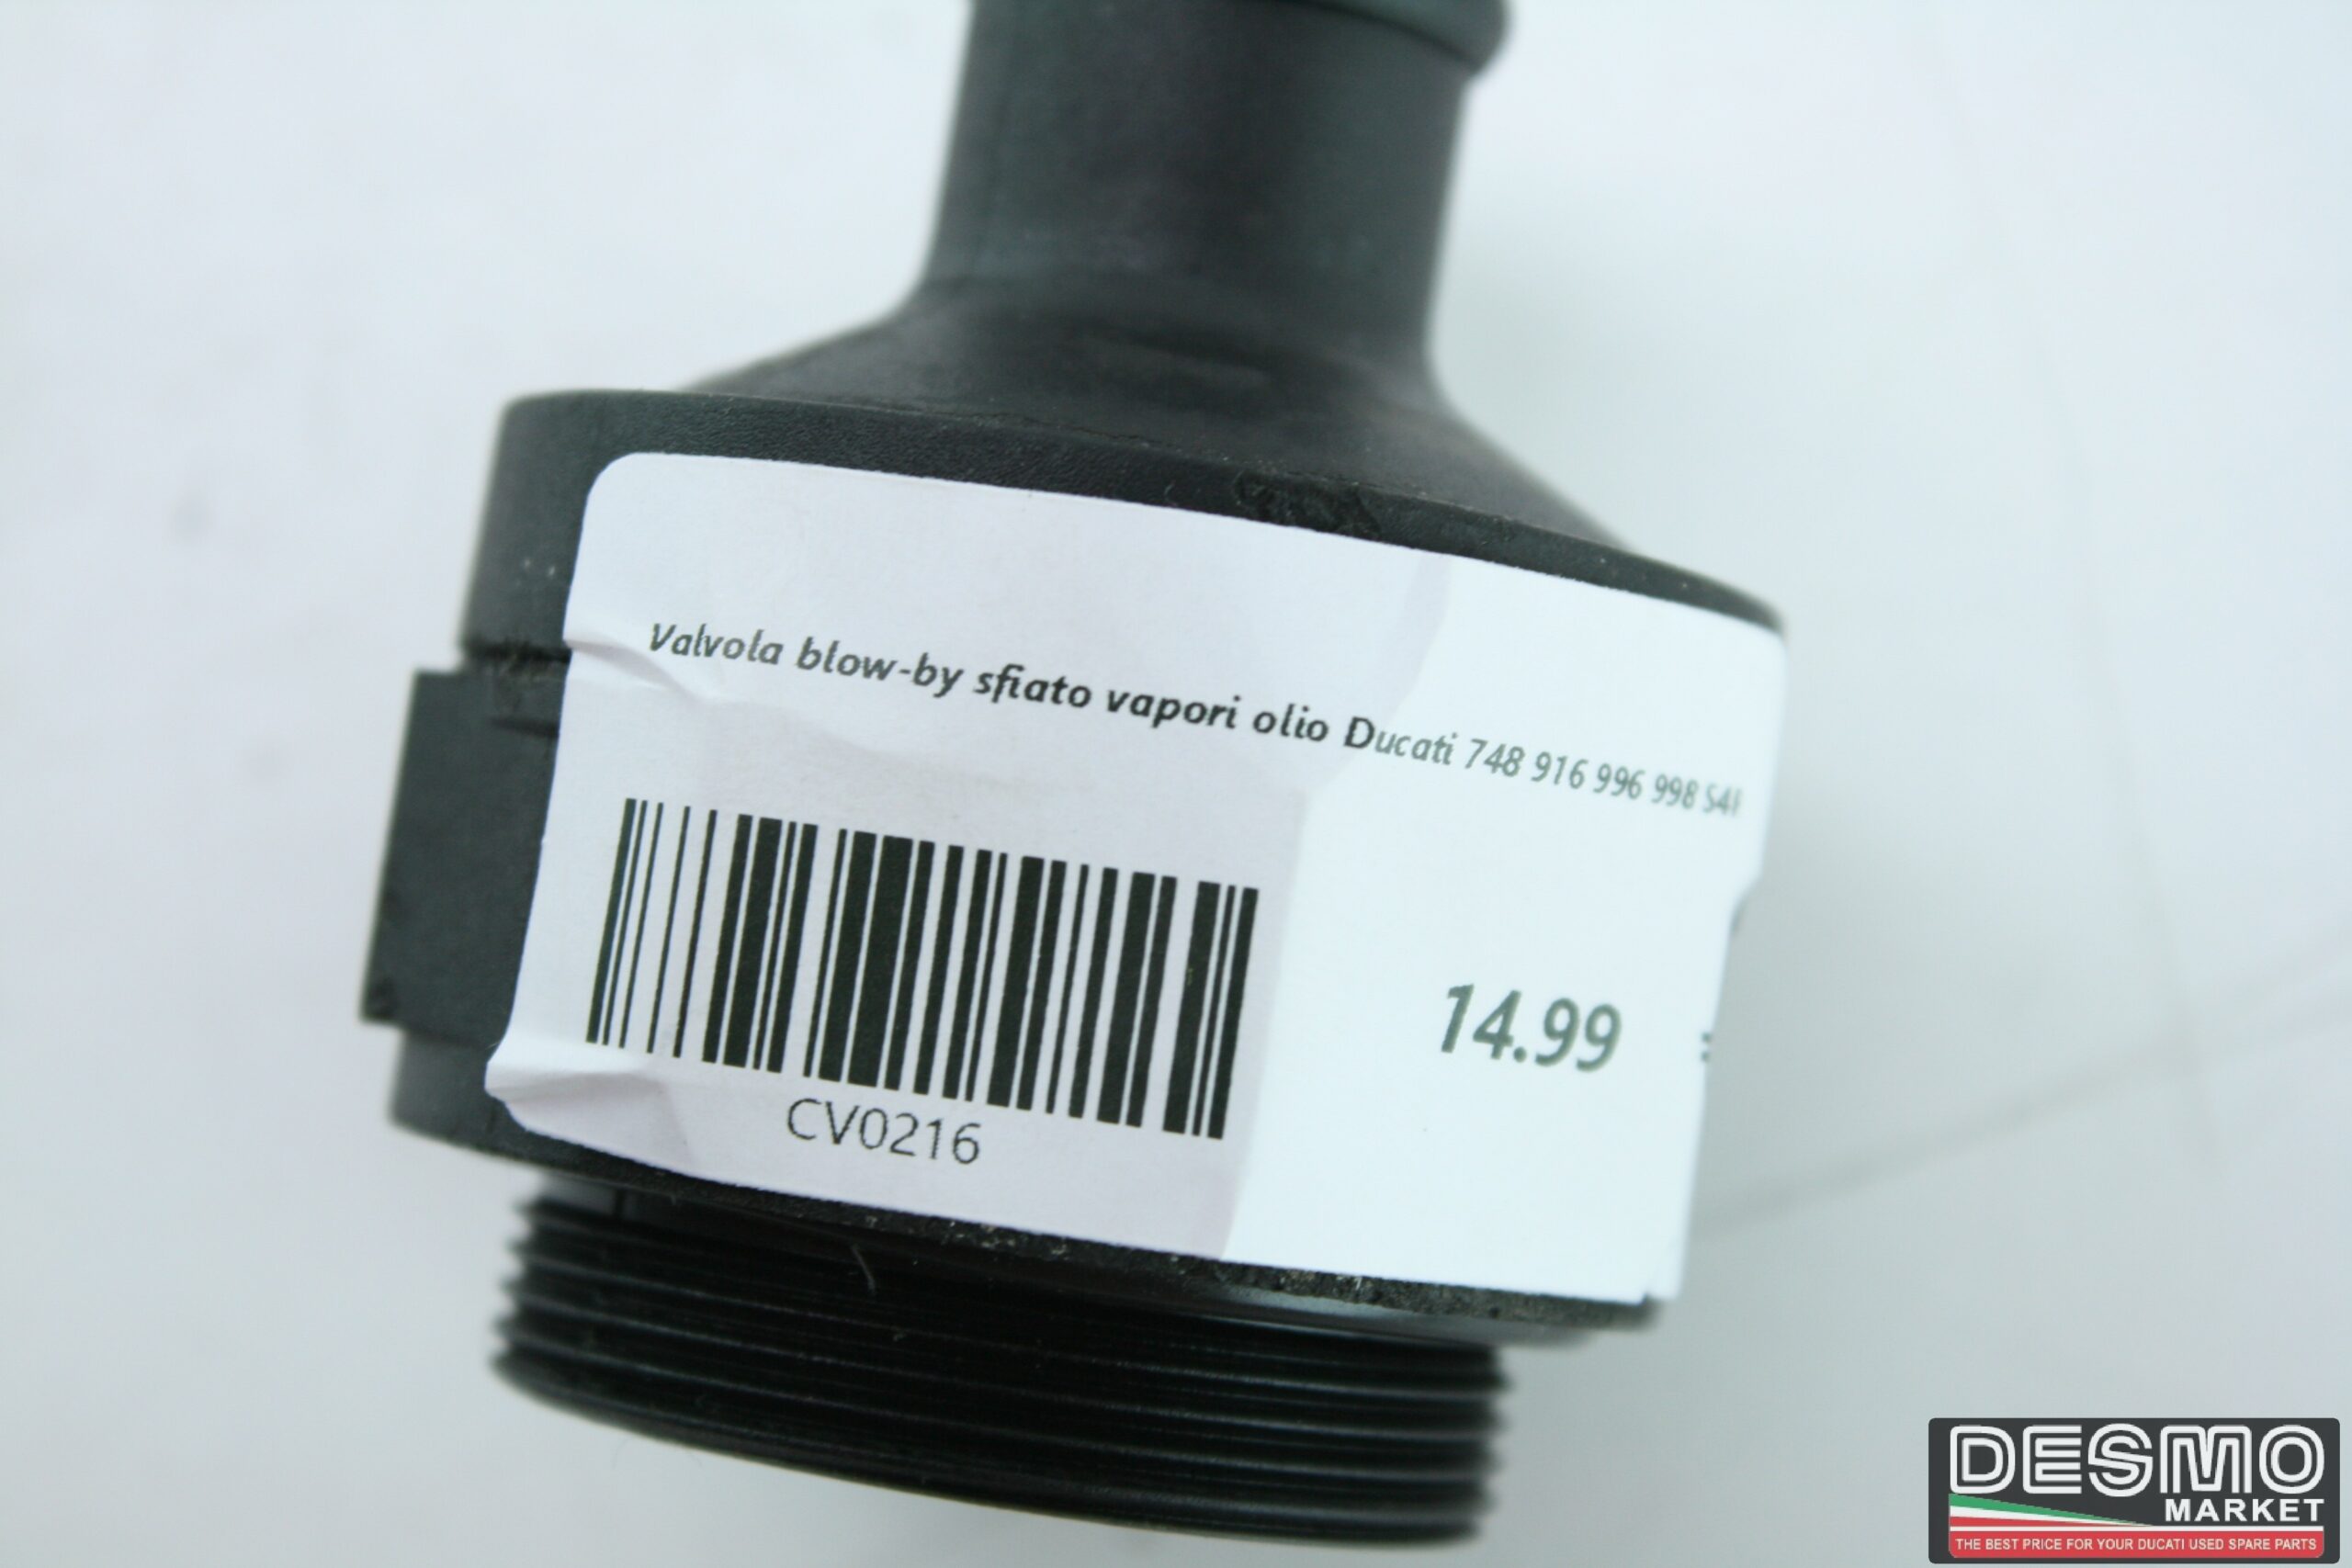 Valvola blow-by sfiato vapori olio Ducati 748 916 996 998
14.99
CV0216
DESMO
MARKET
THE BEST PRICE FOR YOUR DUCATI USED SPARE PARTS